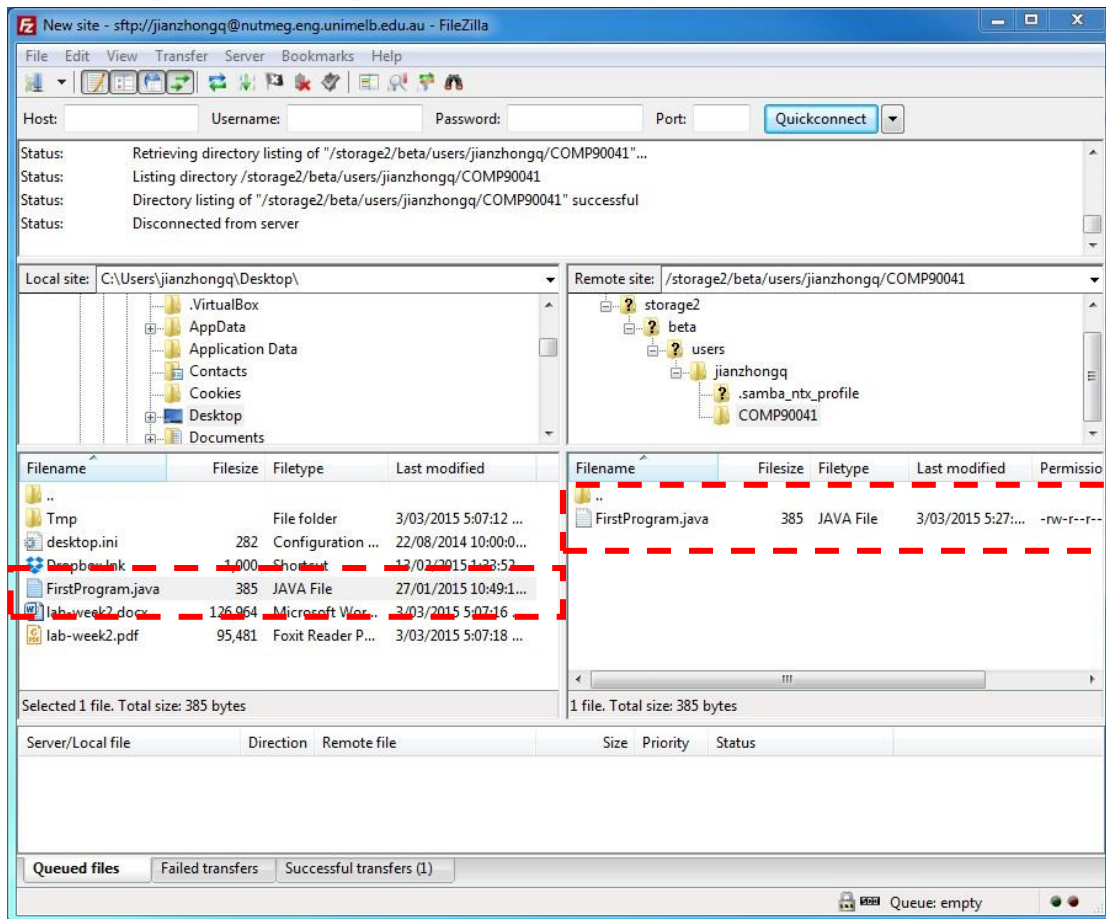 New site - sftp://jianzhongq@nutmeg.eng.unimelb.edu.au - FileZilla
File Edit View Transfer Server Bookmarks Help
Host: Username: Password: Port: Quickconnect
Status: Retrieving directory listing of "/storage2/beta/users/jianzhongq/COMP90041"...
Status: Listing directory /storage2/beta/users/jianzhongq/COMP90041
Status: Directory listing of "/storage2/beta/users/jianzhongq/COMP90041" successful
Status: Disconnected from server
Local site: C:\Users\jianzhongq\Desktop\
.VirtualBox
AppData
Application Data
Contacts
Cookies
Desktop
Documents
Remote site: /storage2/beta/users/jianzhongq/COMP90041
storage2
beta
users
jianzhongq
.samba_ntx_profile
COMP90041
Filename Filesize Filetype Last modified
..
Tmp File folder 3/03/2015 5:07:12 ...
desktop.ini 282 Configuration ... 22/08/2014 10:00:0...
Dropbox.lnk 1,000 Shortcut 13/02/2015 1:33:52
FirstProgram.java 385 JAVA File 27/01/2015 10:49:1...
lab-week2.docx 126,964 Microsoft Wor... 3/03/2015 5:07:16 ...
lab-week2.pdf 95,481 Foxit Reader P... 3/03/2015 5:07:18 ...
Selected 1 file. Total size: 385 bytes
Filename Filesize Filetype Last modified Permissio
..
FirstProgram.java 385 JAVA File 3/03/2015 5:27:... -rw-r--r--
1 file. Total size: 385 bytes
Server/Local file Direction Remote file Size Priority Status
Queued files Failed transfers Successful transfers (1)
Queue: empty